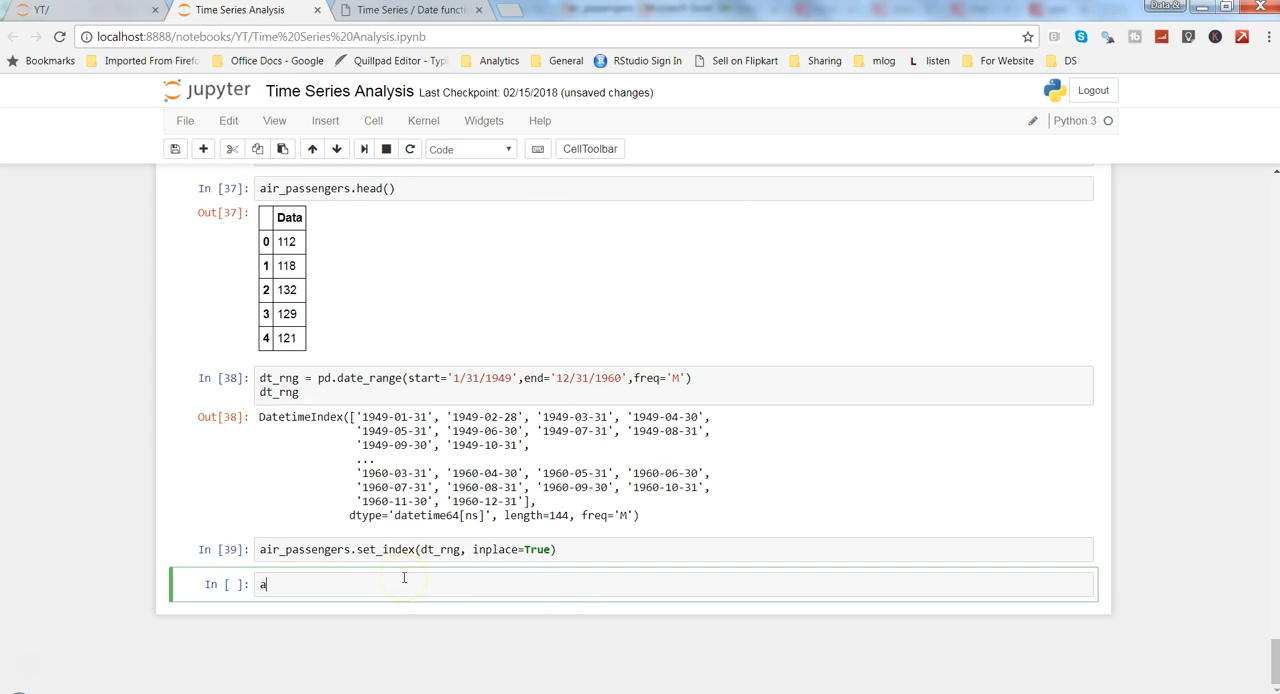 YT/
Time Series Analysis
Time Series / Date functi
Data &
localhost:8888/notebooks/YT/Time%20Series%20Analysis.ipynb
Bookmarks
Imported From Firefo
Office Docs - Google
Quillpad Editor - Typ
Analytics
General
RStudio Sign In
Sell on Flipkart
Sharing
mlog
L listen
For Website
DS
jupyter Time Series Analysis Last Checkpoint: 02/15/2018 (unsaved changes)
Logout
File Edit View Insert Cell Kernel Widgets Help
Python 3
Code
CellToolbar
In [37]: air_passengers.head()
Out[37]:
Data
0 112
1 118
2 132
3 129
4 121
In [38]: dt_rng = pd.date_range(start='1/31/1949',end='12/31/1960',freq='M')
dt_rng
Out[38]: DatetimeIndex(['1949-01-31', '1949-02-28', '1949-03-31', '1949-04-30',
'1949-05-31', '1949-06-30', '1949-07-31', '1949-08-31',
'1949-09-30', '1949-10-31',
...
'1960-03-31', '1960-04-30', '1960-05-31', '1960-06-30',
'1960-07-31', '1960-08-31', '1960-09-30', '1960-10-31',
'1960-11-30', '1960-12-31'],
dtype='datetime64[ns]', length=144, freq='M')
In [39]: air_passengers.set_index(dt_rng, inplace=True)
In [ ]: a